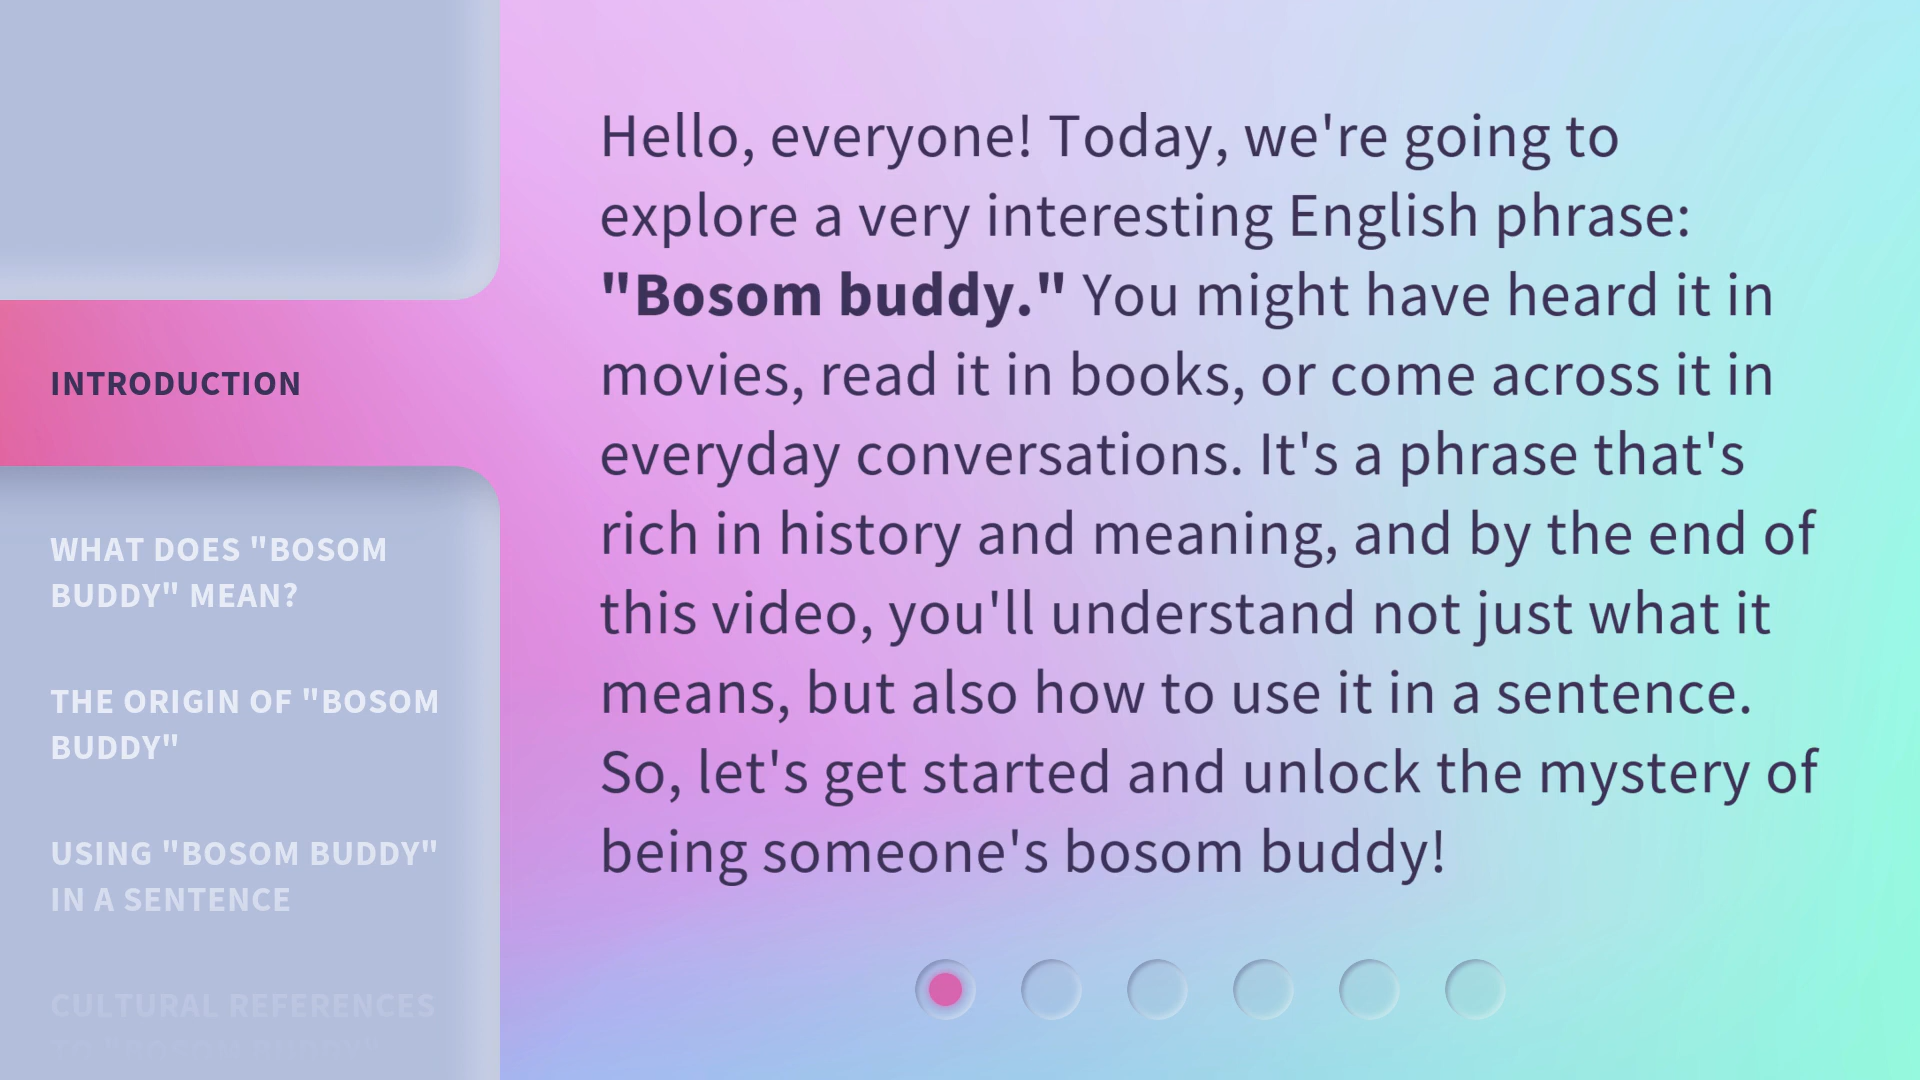 INTRODUCTION
WHAT DOES "BOSOM
BUDDY" MEAN?
THE ORIGIN OF "BOSOM
BUDDY"
USING "BOSOM BUDDY"
IN A SENTENCE
CULTURAL REFERENCES
TO "BOSOM BUDDY"
Hello, everyone! Today, we're going to
explore a very interesting English phrase:
"Bosom buddy." You might have heard it in
movies, read it in books, or come across it in
everyday conversations. It's a phrase that's
rich in history and meaning, and by the end of
this video, you'll understand not just what it
means, but also how to use it in a sentence.
So, let's get started and unlock the mystery of
being someone's bosom buddy!